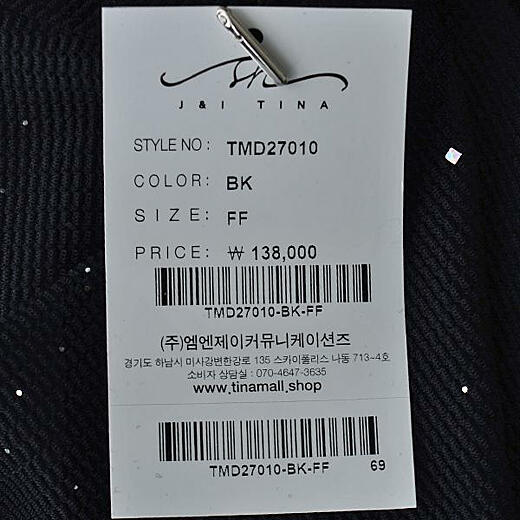 J & I TINA
STYLE NO : TMD27010
COLOR: BK
SIZE: FF
PRICE: ₩ 138,000
TMD27010-BK-FF
(주)엠엔제이커뮤니케이션즈
경기도 하남시 미사강변한강로 135 스카이폴리스 나동 713~4호
소비자 상담실 : 070-4647-3635
www.tinamall.shop
TMD27010-BK-FF 69